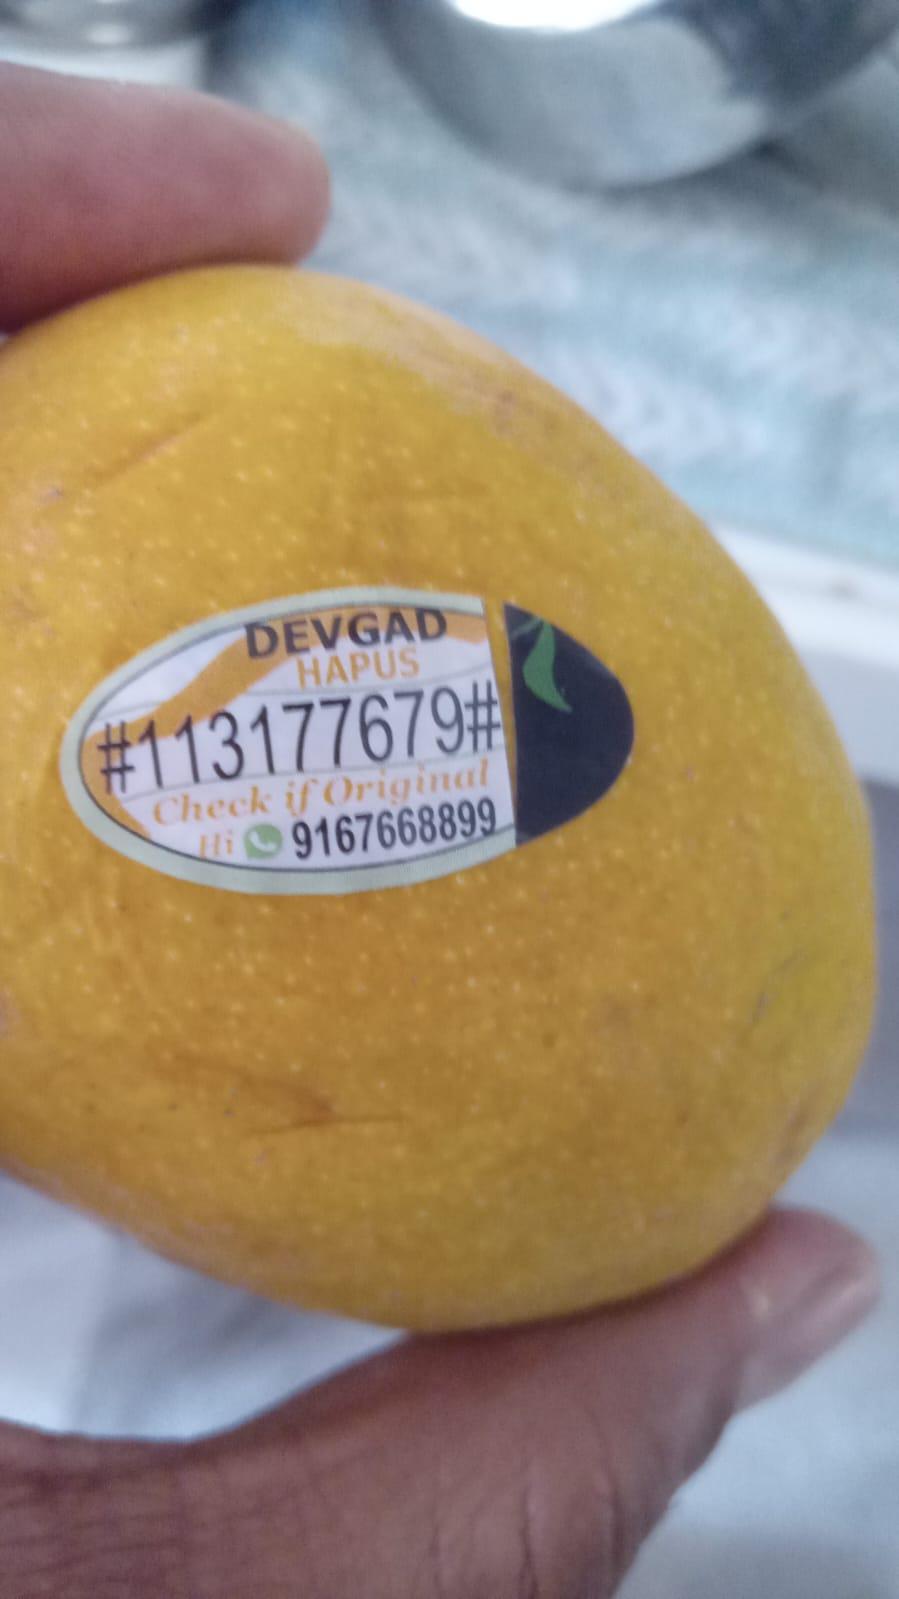 DEVGAD
HAPUS
#113177679#
Check if Original
Hi 9167668899